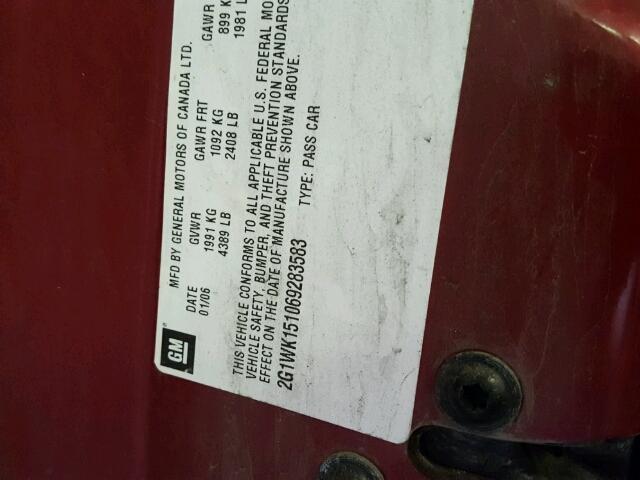 GM
®
MFD BY GENERAL MOTORS OF CANADA LTD.
DATE GVWR GAWR FRT GAWR
01/06 1991 KG 1092 KG 899 K
4389 LB 2408 LB 1981 L
THIS VEHICLE CONFORMS TO ALL APPLICABLE U.S. FEDERAL MO
VEHICLE SAFETY, BUMPER, AND THEFT PREVENTION STANDARDS
EFFECT ON THE DATE OF MANUFACTURE SHOWN ABOVE.
2G1WK151069283583 TYPE: PASS CAR